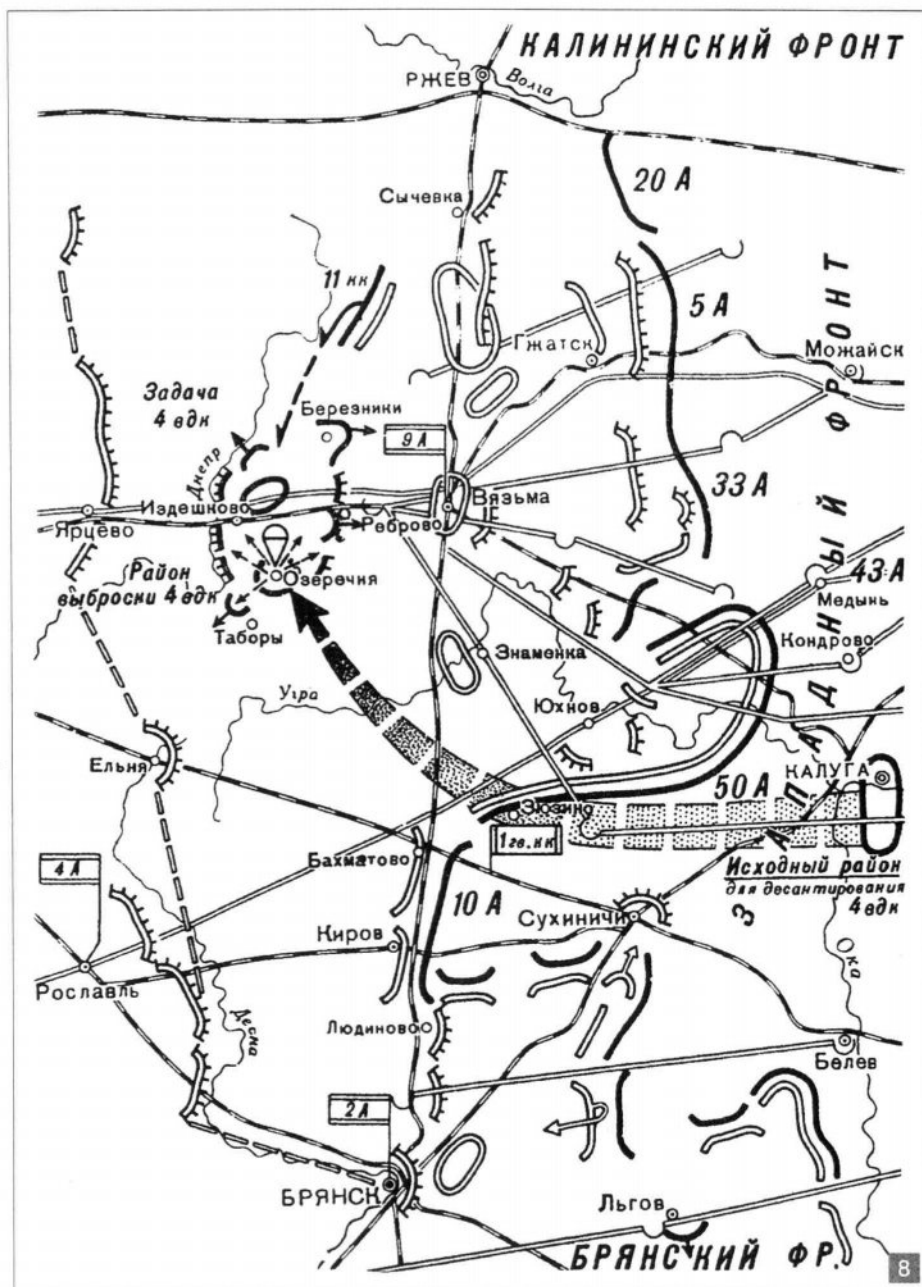 КАЛИНИНСКИЙ ФРОНТ
РЖЕВ
Волга
20 А
Сычевка
11 кк
5 А
Гжатск
Можайск
ЗАПАДНЫЙ ФРОНТ
Задача
4 вдк
Березники
9 А
Днепр
33 А
Вязьма
Издешково
Реброво
Ярцево
43 А
Район
выброски 4 вдк
Озеречня
Медынь
Таборы
Кондрово
Знаменка
Угра
Юхнов
Ельня
КАЛУГА
50 А
Зюзино
1 гв. кк
Бахматово
Исходный район
для десантирования
4 вдк
4 А
10 А
Сухиничи
Киров
Ока
Рославль
Десна
Людиново
Белев
2 А
БРЯНСК
Льгов
БРЯНСКИЙ ФР.
8